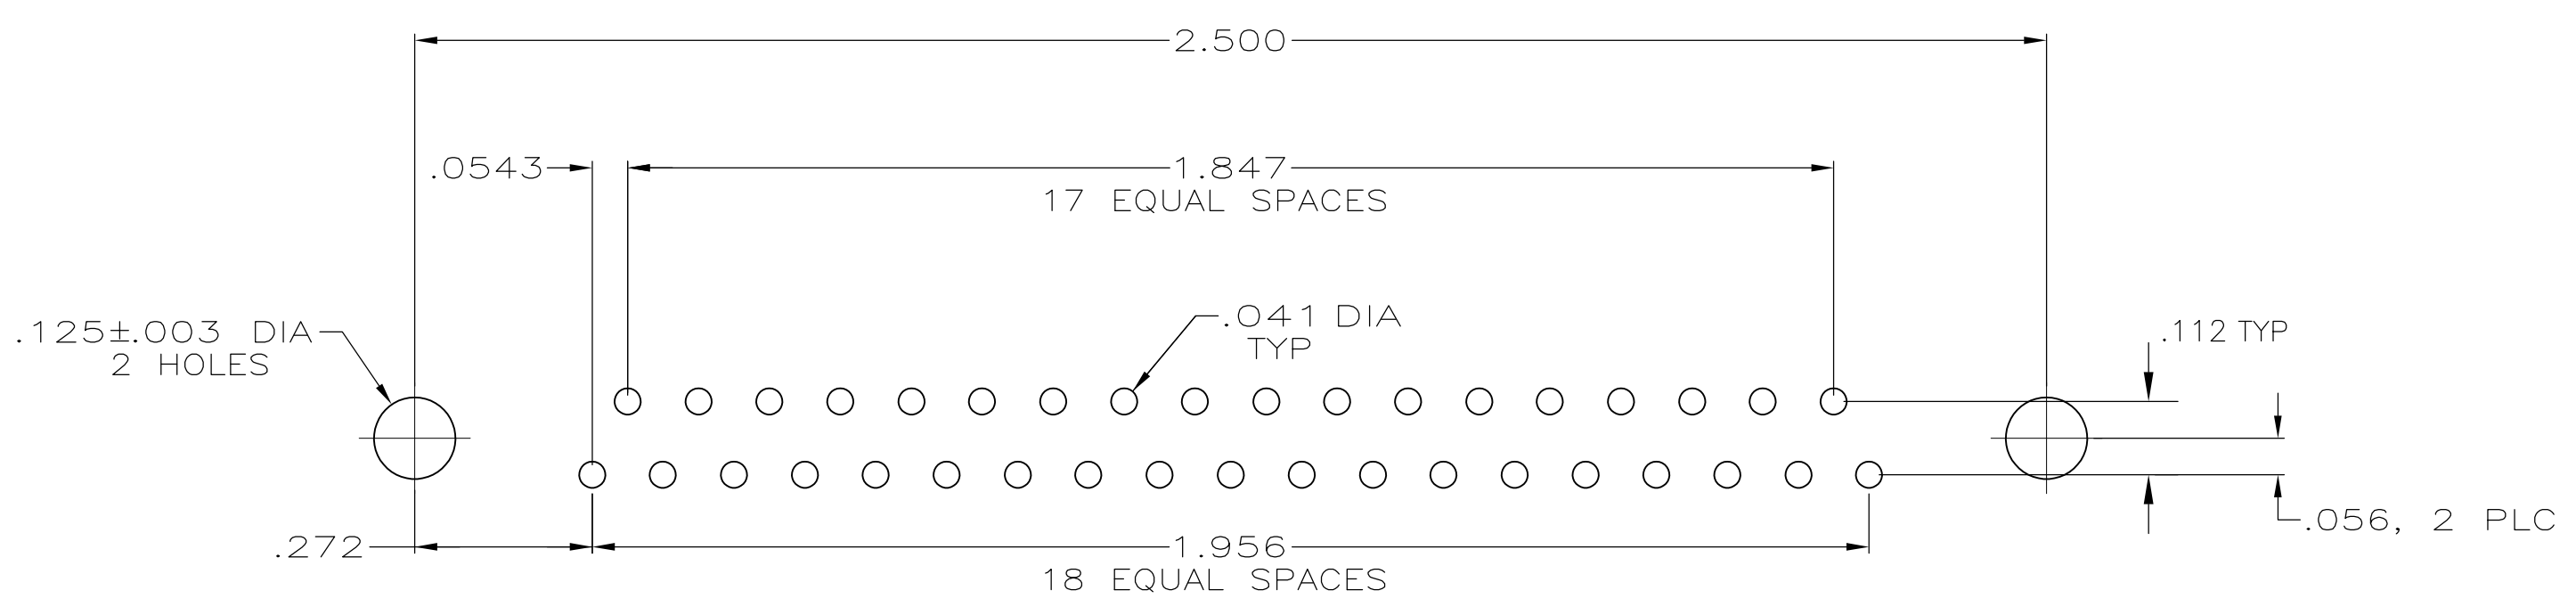 2.500
.0543
1.847
17 EQUAL SPACES
.125±.003 DIA
2 HOLES
.041 DIA
TYP
.112 TYP
.056, 2 PLC
.272
1.956
18 EQUAL SPACES